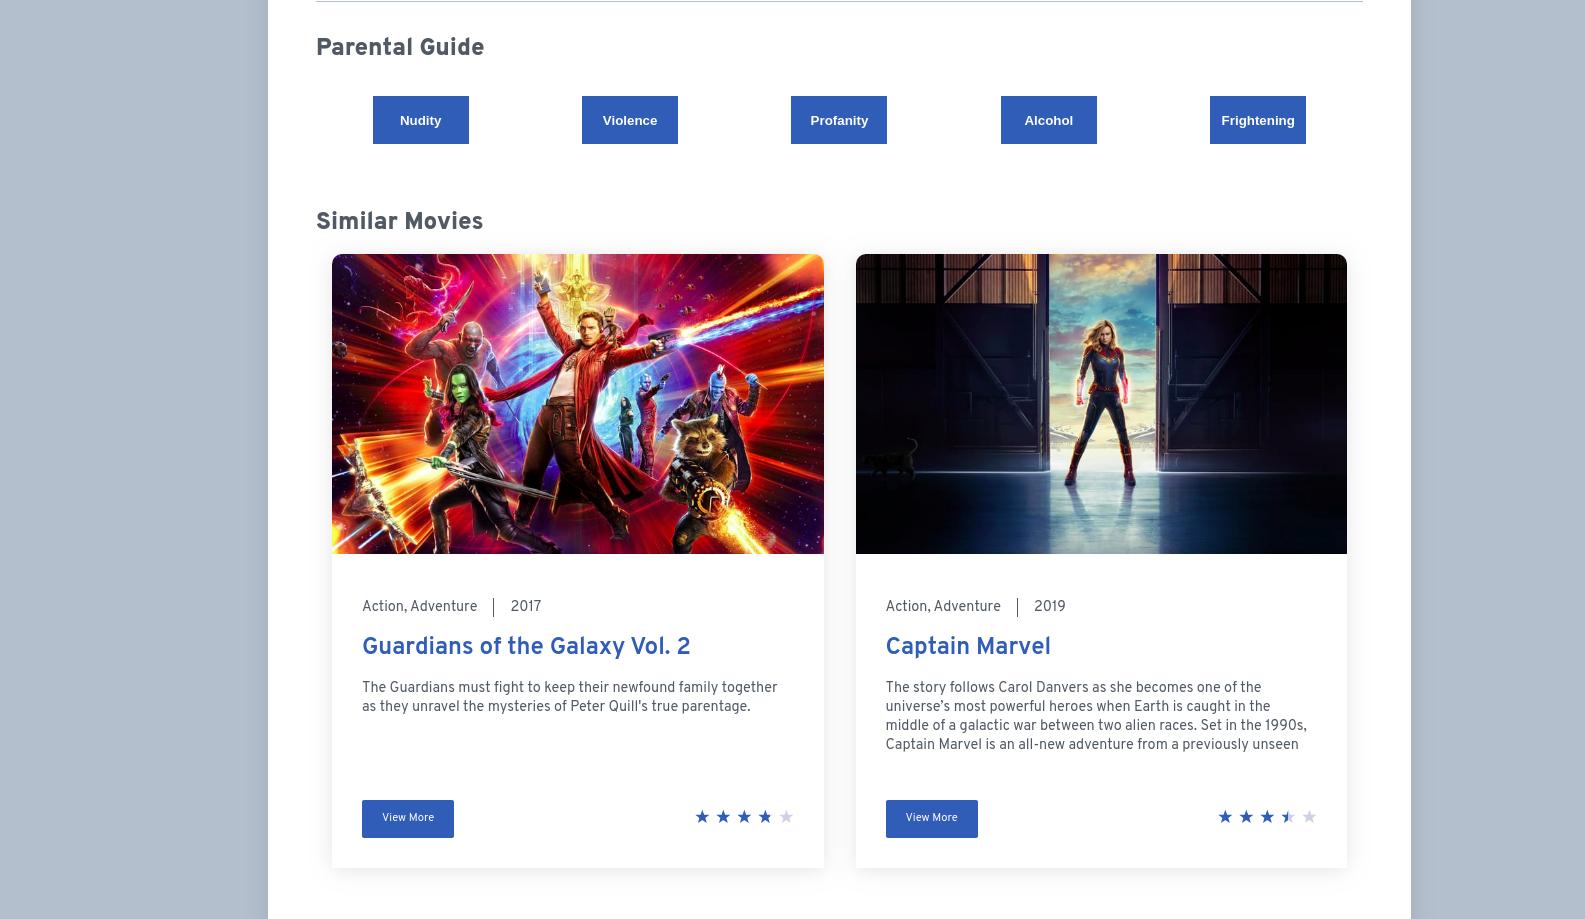 Parental Guide
Nudity
Violence
Profanity
Alcohol
Frightening
Similar Movies
Action, Adventure 2017
Guardians of the Galaxy Vol. 2
The Guardians must fight to keep their newfound family together
as they unravel the mysteries of Peter Quill's true parentage.
View More
Action, Adventure 2019
Captain Marvel
The story follows Carol Danvers as she becomes one of the
universe’s most powerful heroes when Earth is caught in the
middle of a galactic war between two alien races. Set in the 1990s,
Captain Marvel is an all-new adventure from a previously unseen
View More